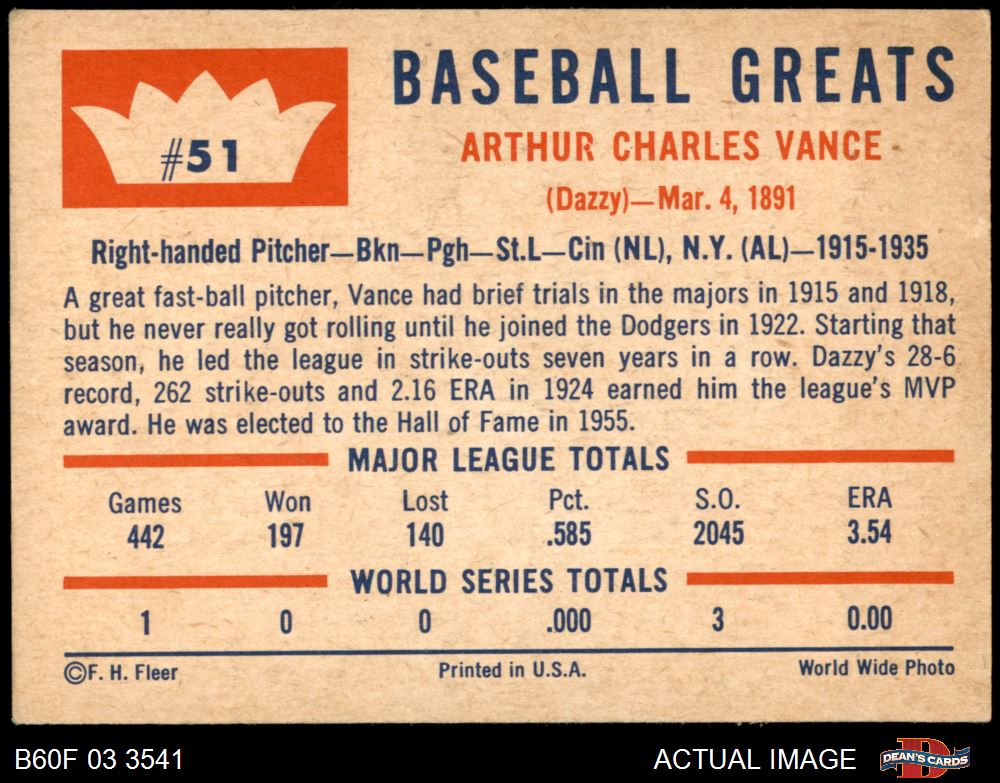 #51
BASEBALL GREATS
ARTHUR CHARLES VANCE
(Dazzy)—Mar. 4, 1891
Right-handed Pitcher—Bkn—Pgh—St.L—Cin (NL), N.Y. (AL)—1915-1935
A great fast-ball pitcher, Vance had brief trials in the majors in 1915 and 1918,
but he never really got rolling until he joined the Dodgers in 1922. Starting that
season, he led the league in strike-outs seven years in a row. Dazzy's 28-6
record, 262 strike-outs and 2.16 ERA in 1924 earned him the league's MVP
award. He was elected to the Hall of Fame in 1955.
MAJOR LEAGUE TOTALS
Games Won Lost Pct. S.O. ERA
442 197 140 .585 2045 3.54
WORLD SERIES TOTALS
1 0 0 .000 3 0.00
©F. H. Fleer Printed in U.S.A. World Wide Photo
B60F 03 3541 ACTUAL IMAGE DEAN'S CARDS